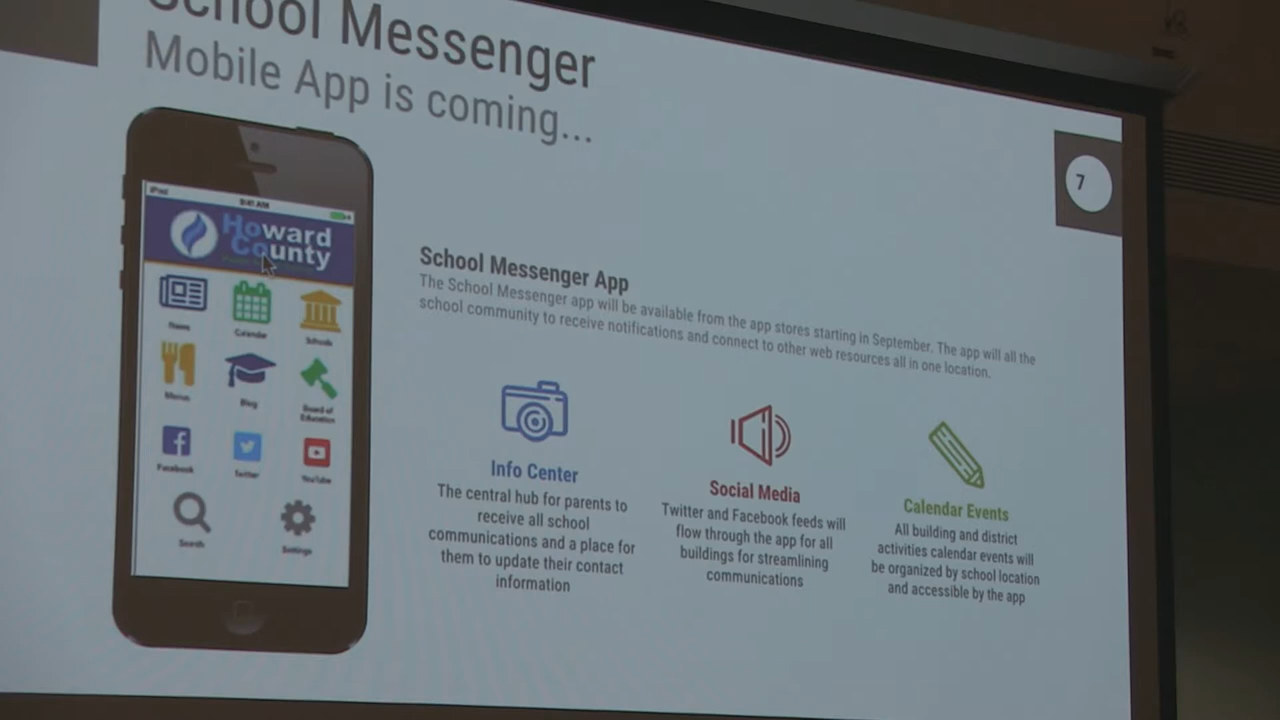 School Messenger
Mobile App is coming...
7
iPod
9:41 AM
Howard
County
News
Calendar
Schools
Menus
Blog
Board of
Education
Facebook
Twitter
YouTube
Search
Settings
School Messenger App
The School Messenger app will be available from the app stores starting in September. The app will all the
school community to receive notifications and connect to other web resources all in one location.
Info Center
The central hub for parents to
receive all school
communications and a place for
them to update their contact
information
Social Media
Twitter and Facebook feeds will
flow through the app for all
buildings for streamlining
communications
Calendar Events
All building and district
activities calendar events will
be organized by school location
and accessible by the app